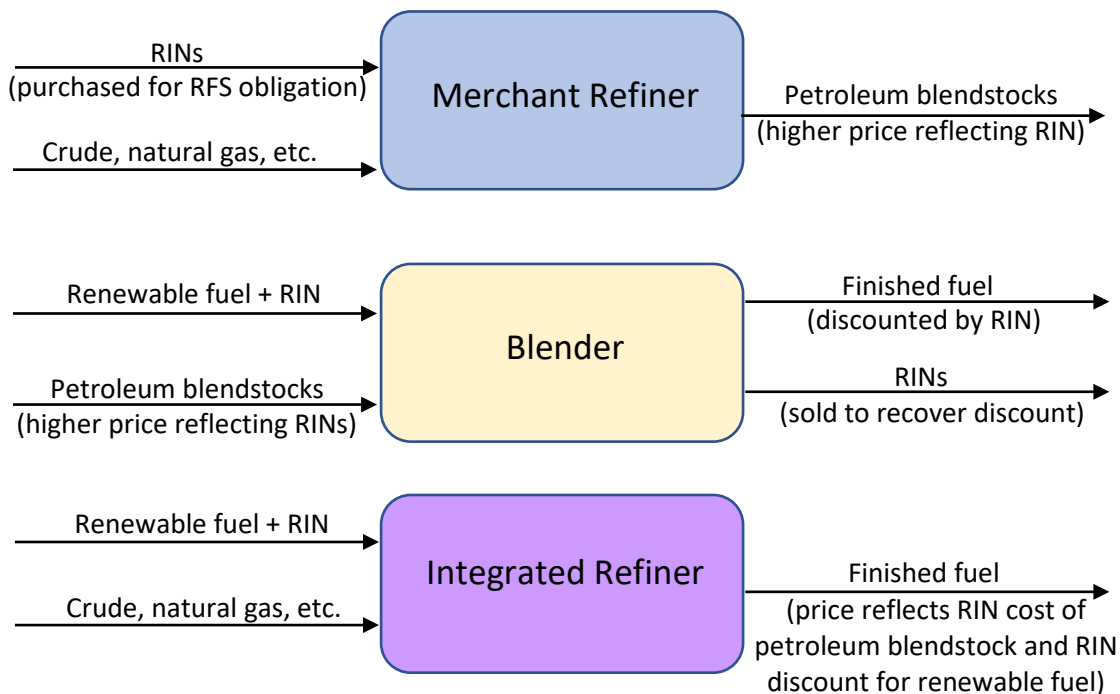 RINs
(purchased for RFS obligation)
Crude, natural gas, etc.
Merchant Refiner
Petroleum blendstocks
(higher price reflecting RIN)
Renewable fuel + RIN
Petroleum blendstocks
(higher price reflecting RINs)
Blender
Finished fuel
(discounted by RIN)
RINs
(sold to recover discount)
Renewable fuel + RIN
Crude, natural gas, etc.
Integrated Refiner
Finished fuel
(price reflects RIN cost of
petroleum blendstock and RIN
discount for renewable fuel)